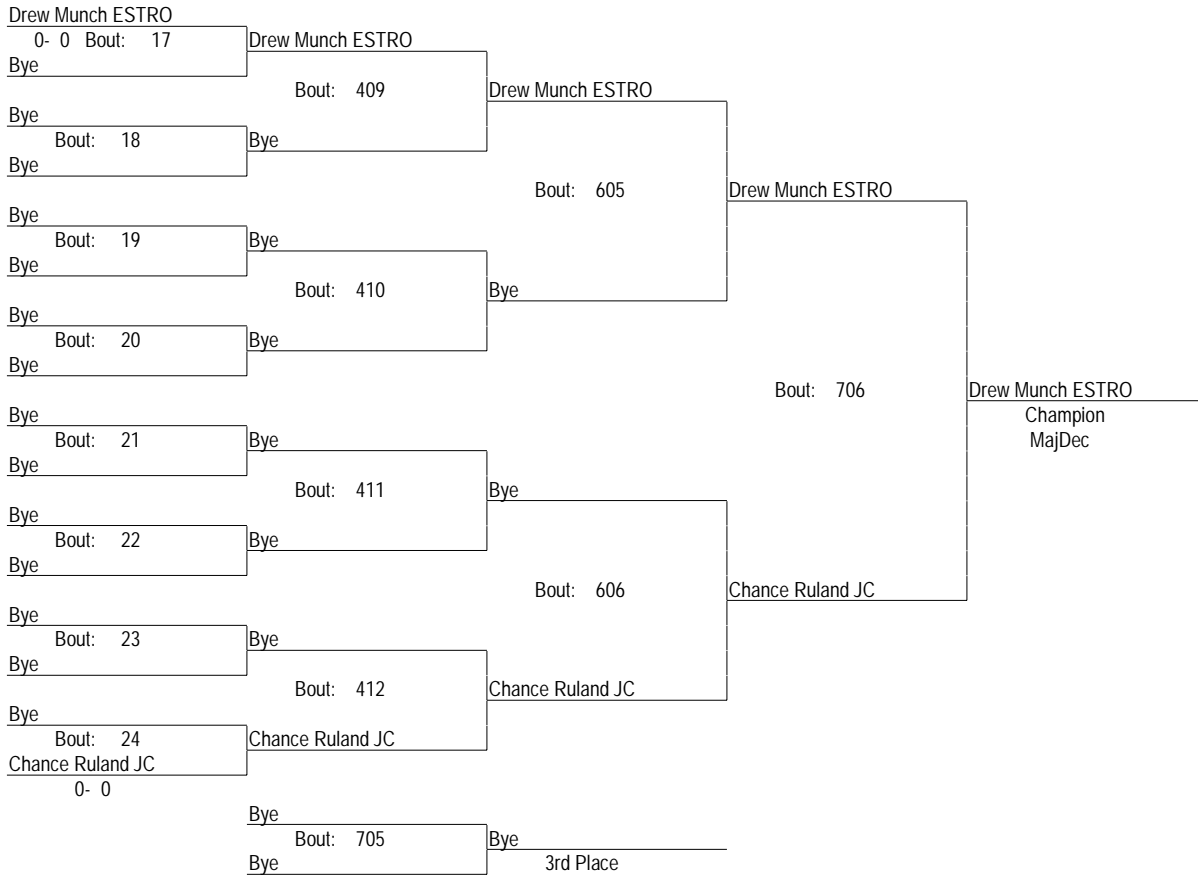 Drew Munch ESTRO
0- 0 Bout: 17 Drew Munch ESTRO
Bye
Bout: 409 Drew Munch ESTRO
Bye
Bout: 18 Bye
Bye
Bout: 605 Drew Munch ESTRO
Bye
Bout: 19 Bye
Bye
Bout: 410 Bye
Bye
Bout: 20 Bye
Bye
Bout: 706 Drew Munch ESTRO
Bye Champion
Bout: 21 Bye MajDec
Bye
Bout: 411 Bye
Bye
Bout: 22 Bye
Bye
Bout: 606 Chance Ruland JC
Bye
Bout: 23 Bye
Bye
Bout: 412 Chance Ruland JC
Bye
Bout: 24 Chance Ruland JC
Chance Ruland JC
0- 0
Bye
Bout: 705 Bye
Bye 3rd Place